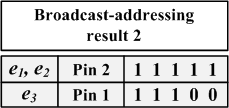 Broadcast-addressing
result 2
e1, e2 Pin 2 1 1 1 1 1
e3 Pin 1 1 1 1 0 0